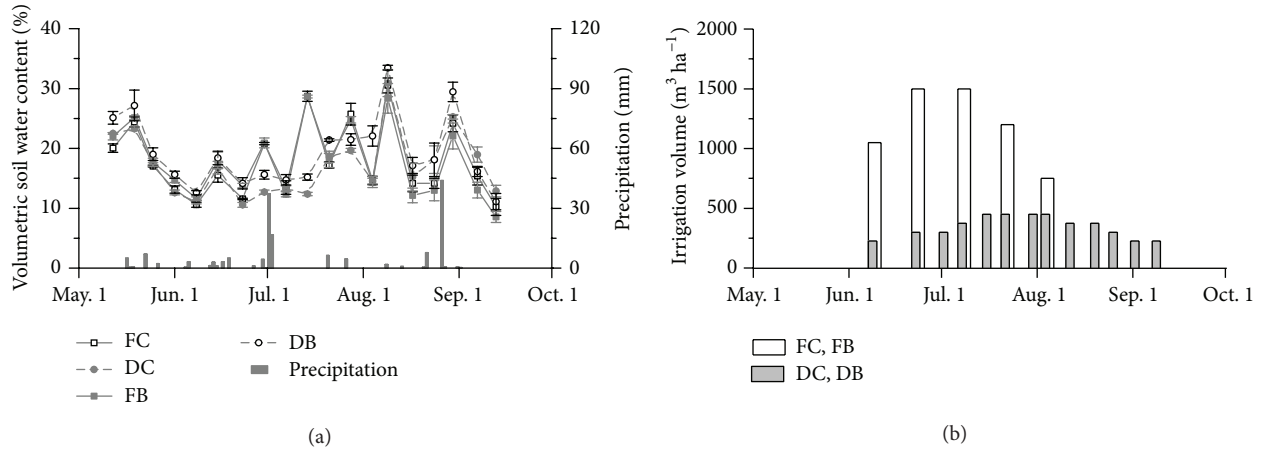 40
30
20
10
0
Volumetric soil water content (%)
120
90
60
30
0
Precipitation (mm)
May. 1
Jun. 1
Jul. 1
Aug. 1
Sep. 1
Oct. 1
FC
DC
FB
DB
Precipitation
(a)
2000
1500
1000
500
0
Irrigation volume (m³ ha⁻¹)
May. 1
Jun. 1
Jul. 1
Aug. 1
Sep. 1
Oct. 1
FC, FB
DC, DB
(b)